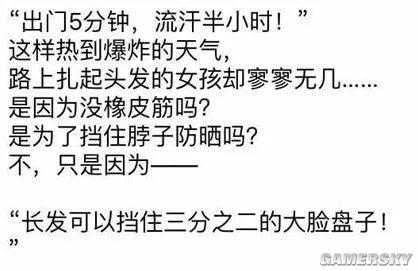 “出门5分钟，流汗半小时！”
这样热到爆炸的天气，
路上扎起头发的女孩却寥寥无几……
是因为没橡皮筋吗？
是为了挡住脖子防晒吗？
不，只是因为——
“长发可以挡住三分之二的大脸盘子！
”
GAMERSKY